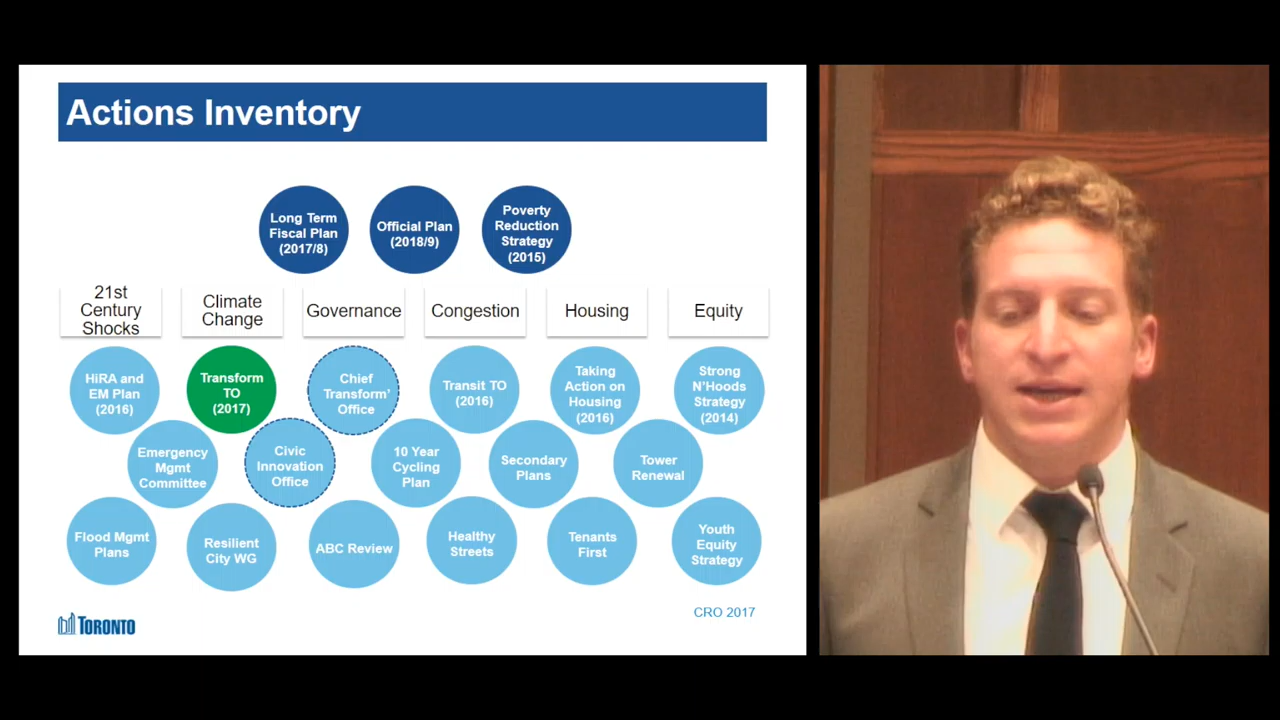 Actions Inventory
Long Term
Fiscal Plan
(2017/8)
Official Plan
(2018/9)
Poverty
Reduction
Strategy
(2015)
21st
Century
Shocks
Climate
Change
Governance
Congestion
Housing
Equity
HiRA and
EM Plan
(2016)
Transform
TO
(2017)
Chief
Transform'
Office
Transit TO
(2016)
Taking
Action on
Housing
(2016)
Strong
N'Hoods
Strategy
(2014)
Emergency
Mgmt
Committee
Civic
Innovation
Office
10 Year
Cycling
Plan
Secondary
Plans
Tower
Renewal
Flood Mgmt
Plans
Resilient
City WG
ABC Review
Healthy
Streets
Tenants
First
Youth
Equity
Strategy
TORONTO
CRO 2017